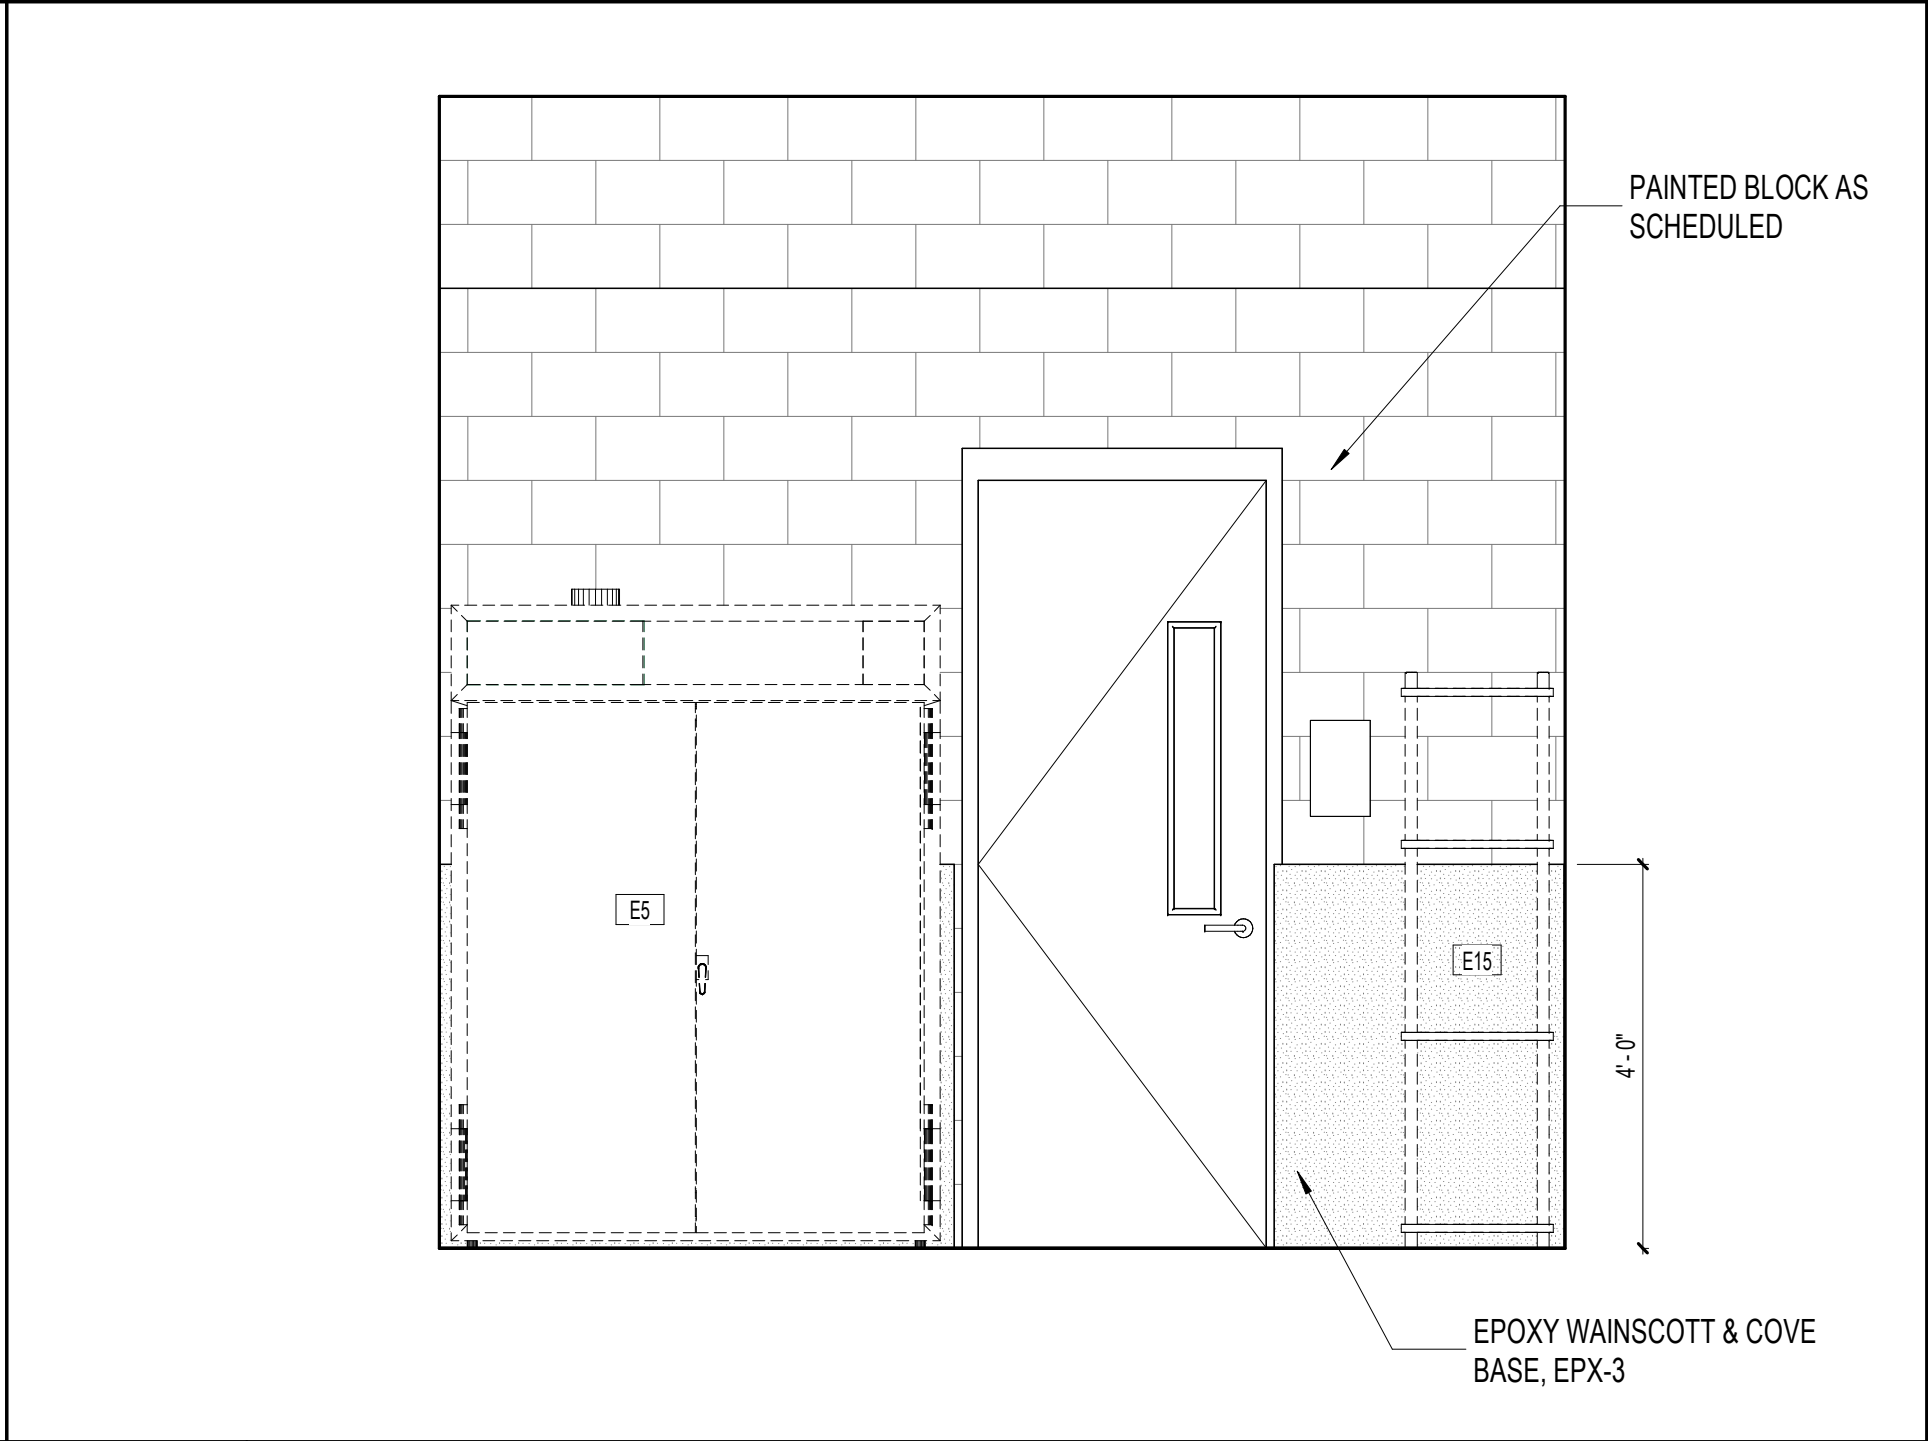 PAINTED BLOCK AS
SCHEDULED
E5
E15
4' - 0"
EPOXY WAINSCOTT & COVE
BASE, EPX-3